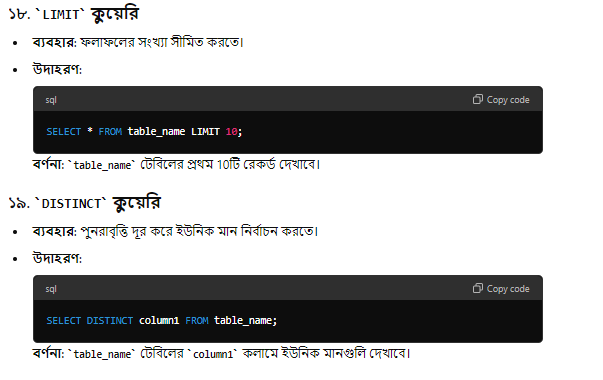 ১৮. `LIMIT` কুয়েরি
• ব্যবহার: ফলাফলের সংখ্যা সীমিত করতে।
• উদাহরণ:
sql Copy code
SELECT * FROM table_name LIMIT 10;
বর্ণনা: `table_name` টেবিলের প্রথম 10টি রেকর্ড দেখাবে।
১৯. `DISTINCT` কুয়েরি
• ব্যবহার: পুনরাবৃত্তি দূর করে ইউনিক মান নির্বাচন করতে।
• উদাহরণ:
sql Copy code
SELECT DISTINCT column1 FROM table_name;
বর্ণনা: `table_name` টেবিলের `column1` কলামে ইউনিক মানগুলি দেখাবে।